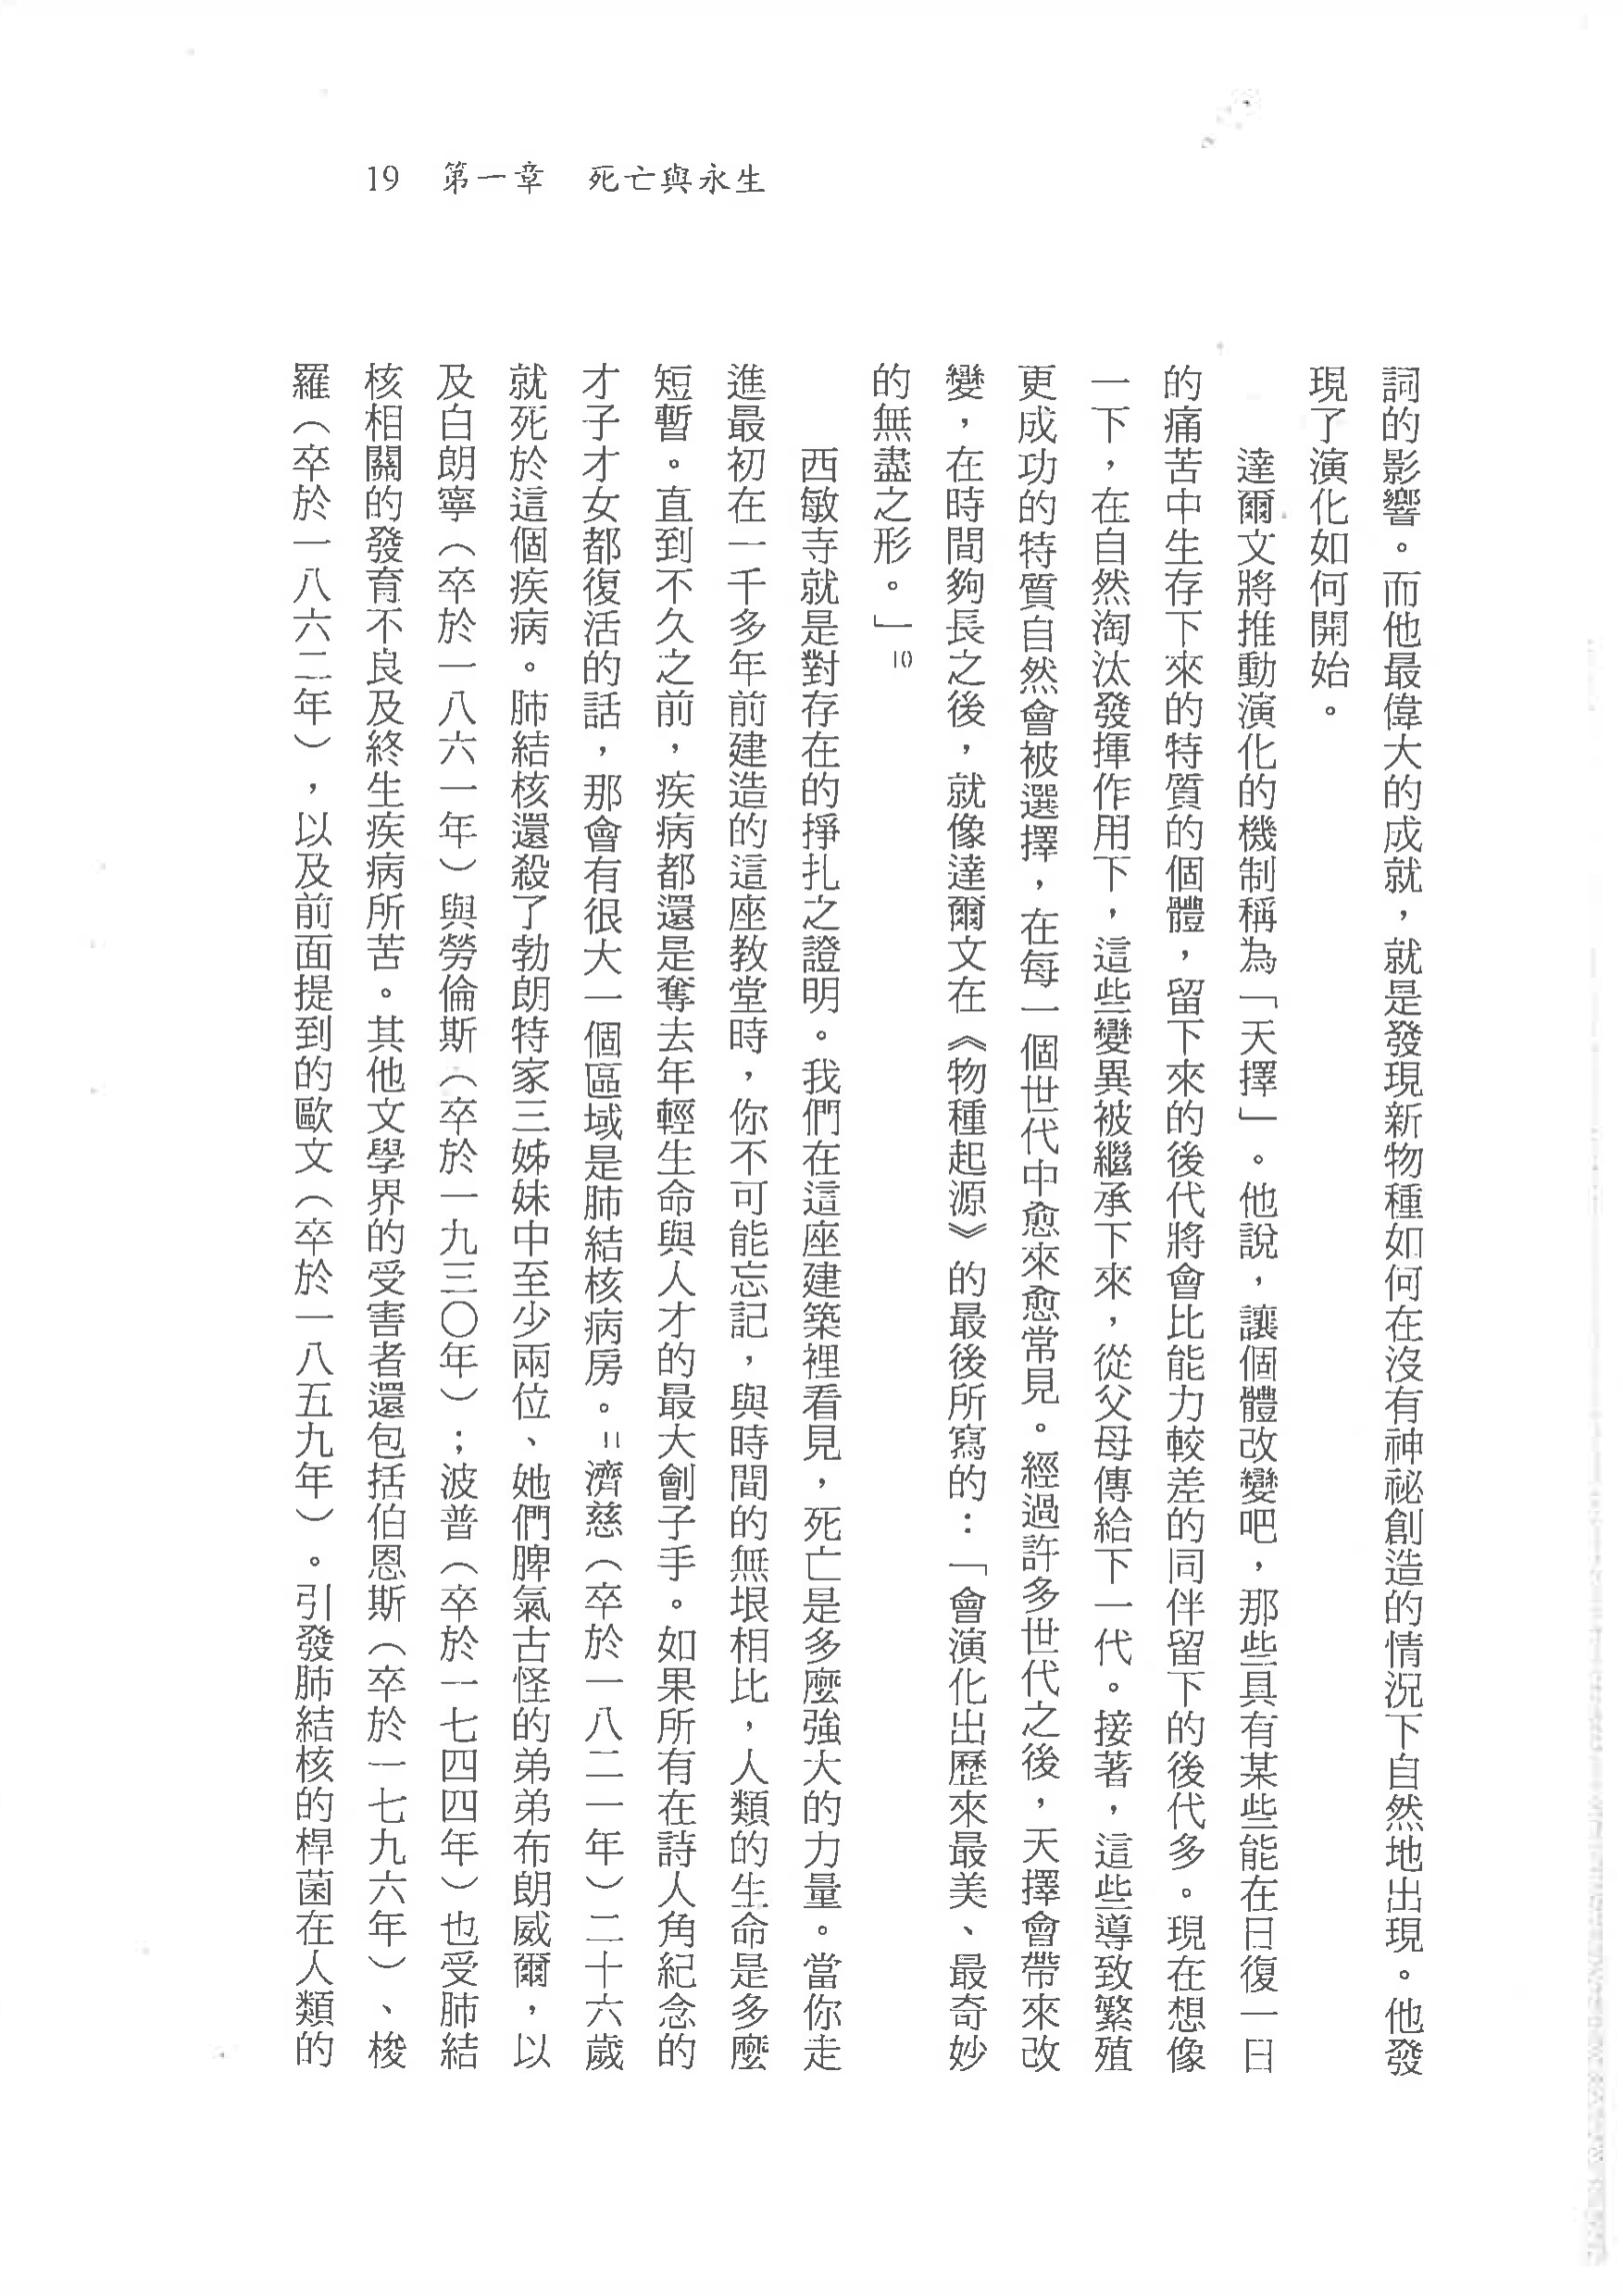 19 第一章 死亡與永生
詞的影響。而他最偉大的成就，就是發現新物種如何在沒有神祕創造的情況下自然地出現。他發
現了演化如何開始。
達爾文將推動演化的機制稱為「天擇」。他說，讓個體改變吧，那些具有某些能在日復一日
的痛苦中生存下來的特質的個體，留下來的後代將會比能力較差的同伴留下的後代多。現在想像
一下，在自然淘汰發揮作用下，這些變異被繼承下來，從父母傳給下一代。接著，這些導致繁殖
更成功的特質自然會被選擇，在每一個世代中愈來愈常見。經過許多世代之後，天擇會帶來改
變，在時間夠長之後，就像達爾文在《物種起源》的最後所寫的：「會演化出歷來最美、最奇妙
的無盡之形。」10
西敏寺就是對存在的掙扎之證明。我們在這座建築裡看見，死亡是多麼強大的力量。當你走
進最初在一千多年前建造的這座教堂時，你不可能忘記，與時間的無垠相比，人類的生命是多麼
短暫。直到不久之前，疾病都還是奪去年輕生命與人才的最大劊子手。如果所有在詩人角紀念的
才子才女都復活的話，那會有很大一個區域是肺結核病房。11濟慈（卒於一八二一年）二十六歲
就死於這個疾病。肺結核還殺了勃朗特家三姊妹中至少兩位、她們脾氣古怪的弟弟布朗威爾，以
及白朗寧（卒於一八六一年）與勞倫斯（卒於一九三〇年）；波普（卒於一七四四年）也受肺結
核相關的發育不良及終生疾病所苦。其他文學界的受害者還包括伯恩斯（卒於一七九六年）、梭
羅（卒於一八六二年），以及前面提到的歐文（卒於一八五九年）。引發肺結核的桿菌在人類的